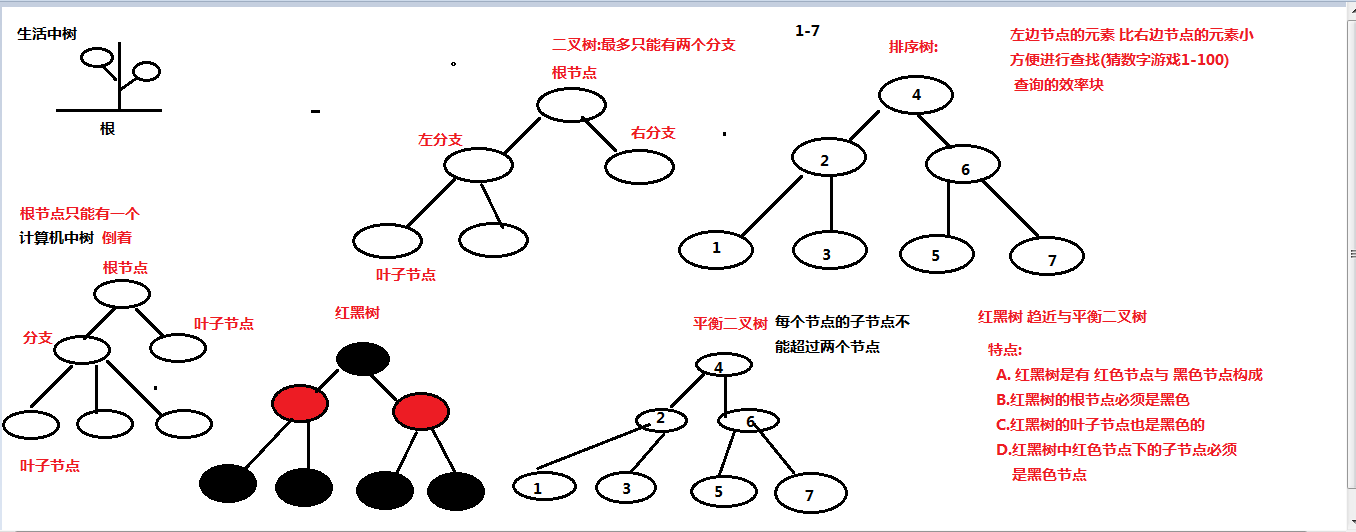 生活中树
根
根节点只能有一个
计算机中树 倒着
根节点
分支
叶子节点
叶子节点
二叉树:最多只能有两个分支
根节点
左分支
右分支
叶子节点
1-7
排序树:
左边节点的元素 比右边节点的元素小
方便进行查找(猜数字游戏1-100)
查询的效率块
4
2
6
1
3
5
7
红黑树
平衡二叉树
每个节点的子节点不
能超过两个节点
4
2
6
1
3
5
7
红黑树 趋近与平衡二叉树
特点:
A. 红黑树是有 红色节点与 黑色节点构成
B.红黑树的根节点必须是黑色
C.红黑树的叶子节点也是黑色的
D.红黑树中红色节点下的子节点必须
是黑色节点